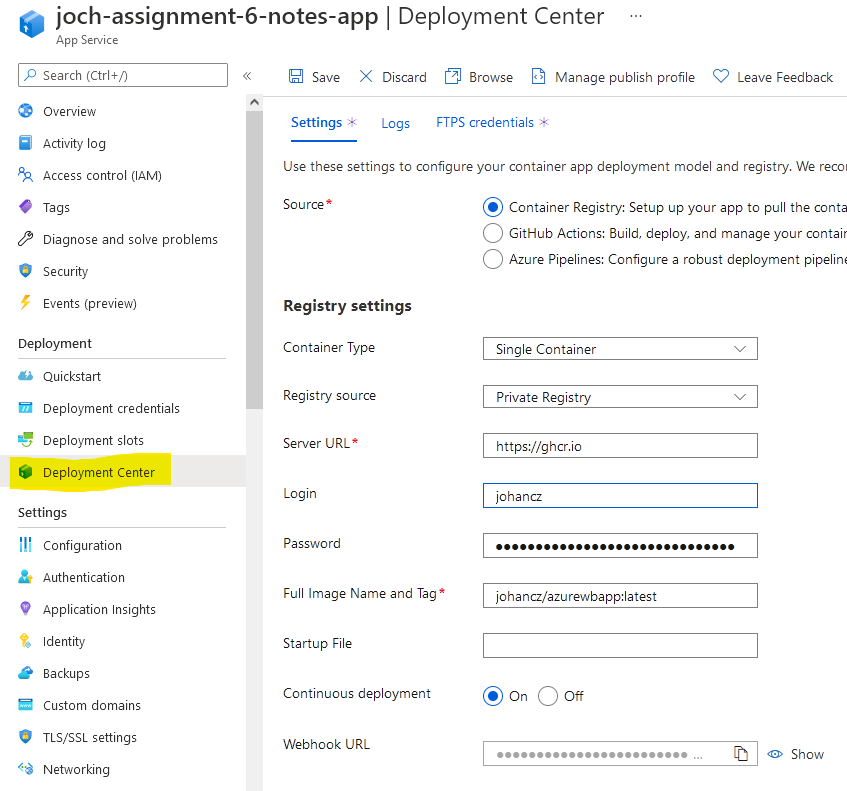 joch-assignment-6-notes-app | Deployment Center ...
App Service
Search (Ctrl+/)
«
Save
Discard
Browse
Manage publish profile
Leave Feedback
Overview
Activity log
Access control (IAM)
Tags
Diagnose and solve problems
Security
Events (preview)
Deployment
Quickstart
Deployment credentials
Deployment slots
Deployment Center
Settings
Configuration
Authentication
Application Insights
Identity
Backups
Custom domains
TLS/SSL settings
Networking
Settings *
Logs
FTPS credentials *
Use these settings to configure your container app deployment model and registry. We reco
Source*
Container Registry: Setup up your app to pull the conta
GitHub Actions: Build, deploy, and manage your contain
Azure Pipelines: Configure a robust deployment pipeline
Registry settings
Container Type
Single Container
Registry source
Private Registry
Server URL*
https://ghcr.io
Login
johancz
Password
●●●●●●●●●●●●●●●●●●●●●●●●●●●●●●
Full Image Name and Tag*
johancz/azurewbapp:latest
Startup File
Continuous deployment
On
Off
Webhook URL
●●●●●●●●●●●●●●●●●●●●●●●● ...
Show